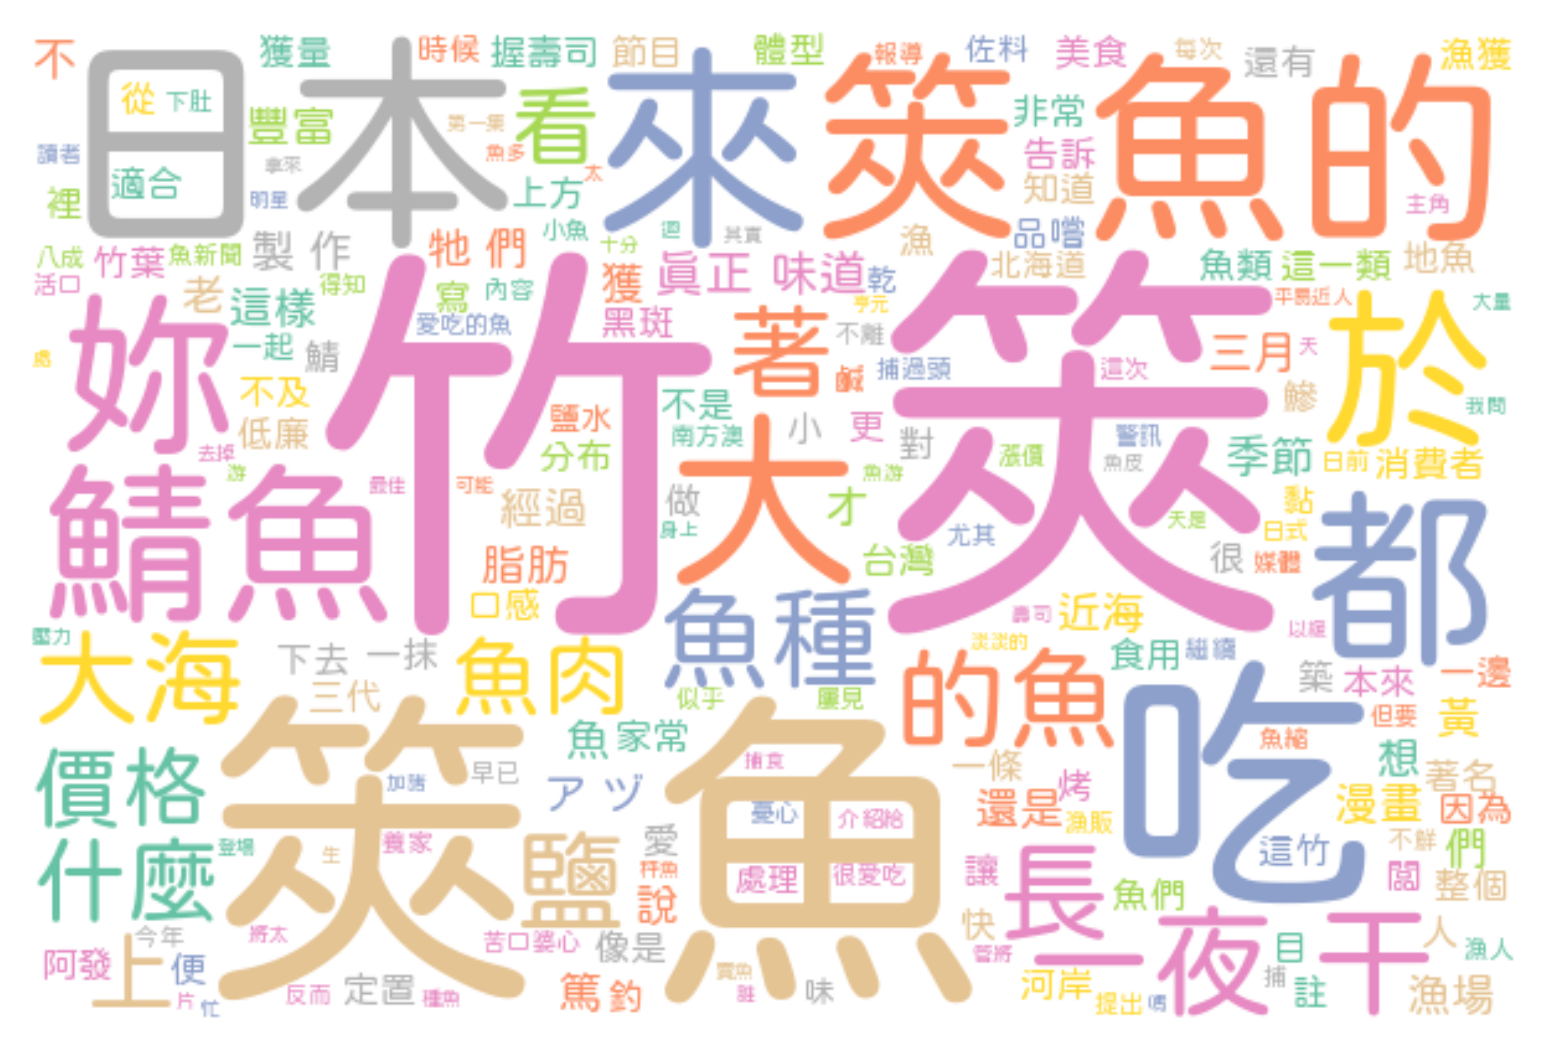 不 獲量 時候 握壽司 節目 體型 報導 佐料 美食 每次 還有 漁獲
日本 來 筴魚的
從 下肚 豐富 第一集 看 非常
讀者 適合 拿來 魚多 太 告訴
裡 明星 上方 知道 主角
八成 竹葉 魚新聞 製作 牠們 小魚 十分 迴 其實 漁 品嚐
活口 老 這樣 得知 寫 內容 獲 眞正 味道 乾 北海道 魚類 這一類 地魚
一起 鯖 愛吃的魚 黑斑 著 不離 平易近人 大量
處 妳 竹筴 鹹 捕過頭 這次 三月 天 於
不及 鹽水 不是 小 更 對 警訊 鰺 我問
低廉 去掉 分布 南方澳 大 漲價 魚皮 季節 日前 消費者
鯖魚 游 最佳 可能 經過 做 才 魚游 天是 黏 都
脂肪 身上 台灣 尤其 很 媒體 日式
口感 魚種 壽司 近海 以緩
壓力 大海 下去 一抹 魚肉 淡淡的 食用 繼續
三代 似乎 屢見 的魚 築 本來 一邊
筴魚 魚 家常 吃 但要 黃
價格 加 早已 アヅ 捕食 一條 魚縮 想 著名
憂心 介紹給 還是 烤 漁販 漫畫 因為
什麼 登場 生 養家 鹽 愛 這竹 不鮮 們
說 處理 很愛吃 讓 長 魚們 闆 整個
今年 將太 苦口婆心 像是 快 一夜干 目 人 漁人
阿發 上 便 賣魚 管將
片 忙 反而 定置 種魚 篤 釣 誰 味 河岸 提出 嗎 捕 註 漁場